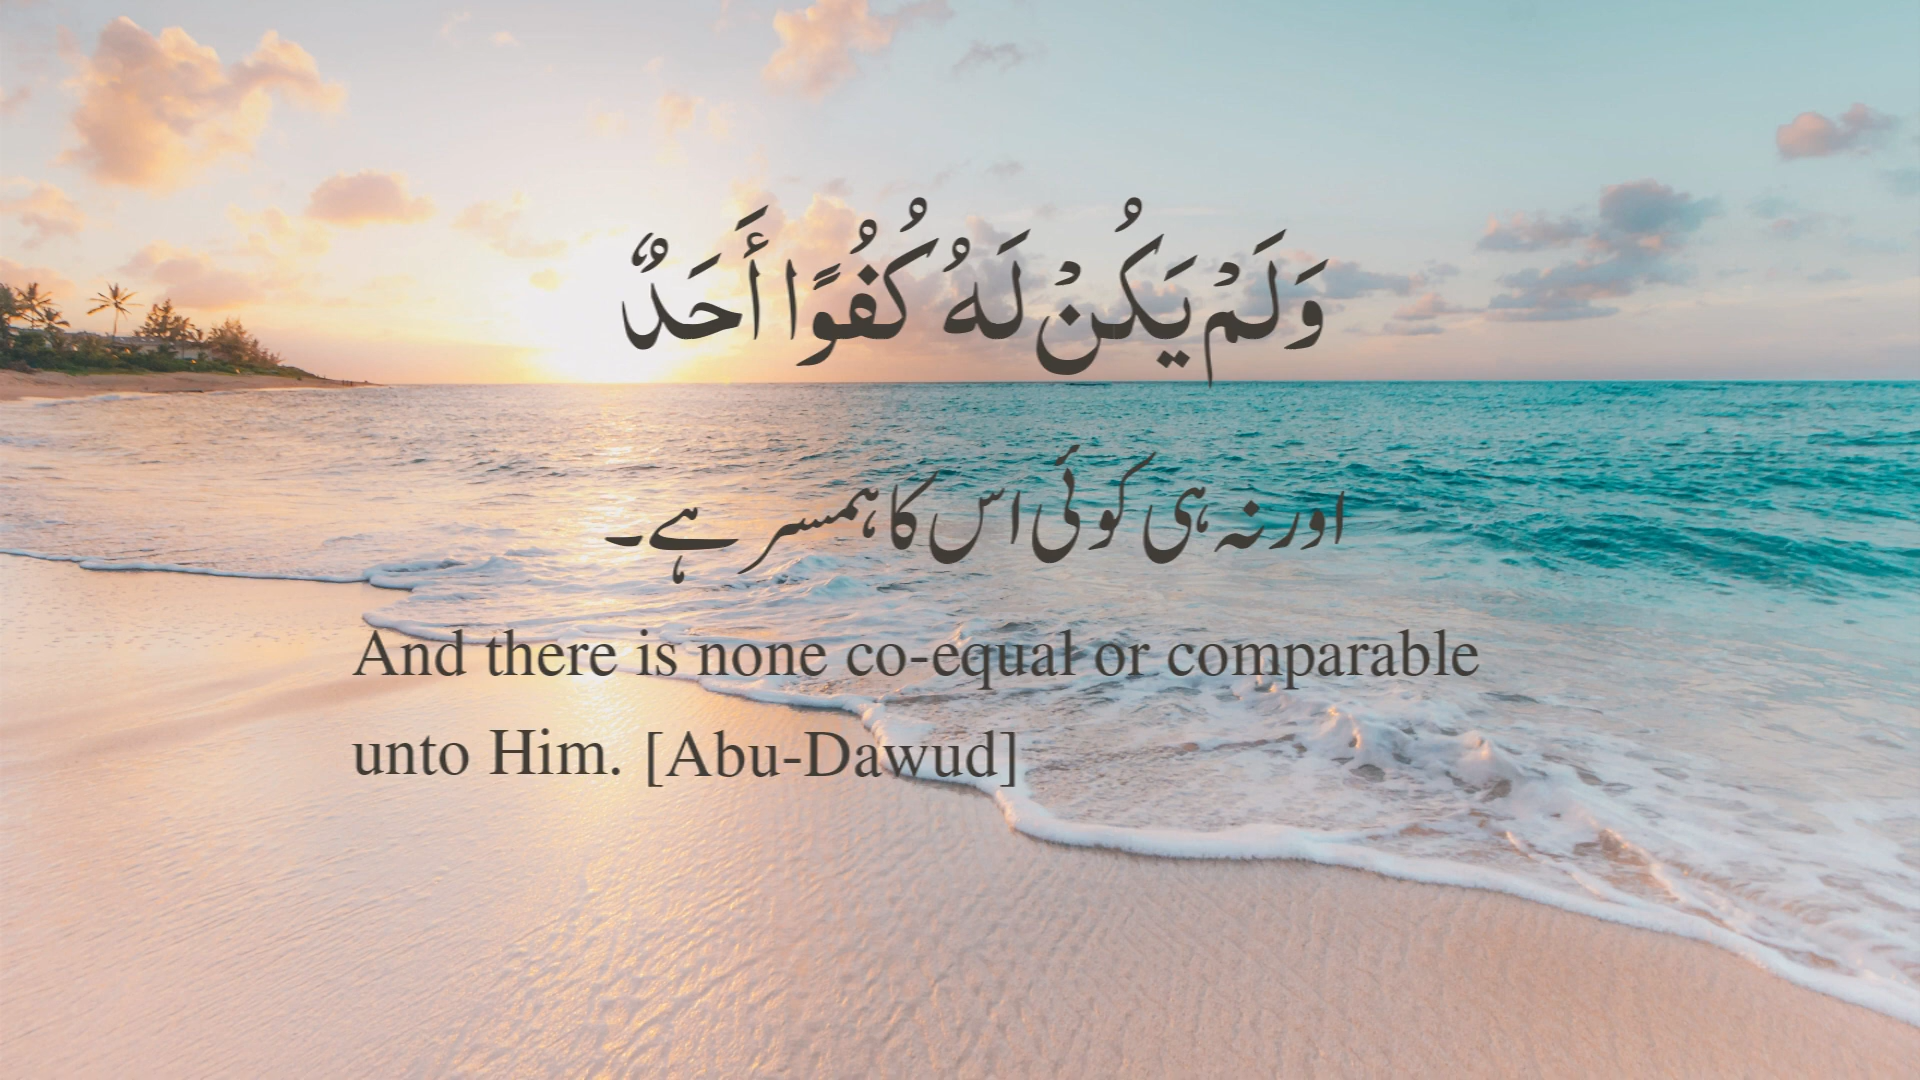 وَلَمْ يَكُنْ لَهُ كُفُوًا أَحَدٌ
اور نہ ہی کوئی اس کا ہمسر ہے۔
And there is none co-equal or comparable
unto Him. [Abu-Dawud]